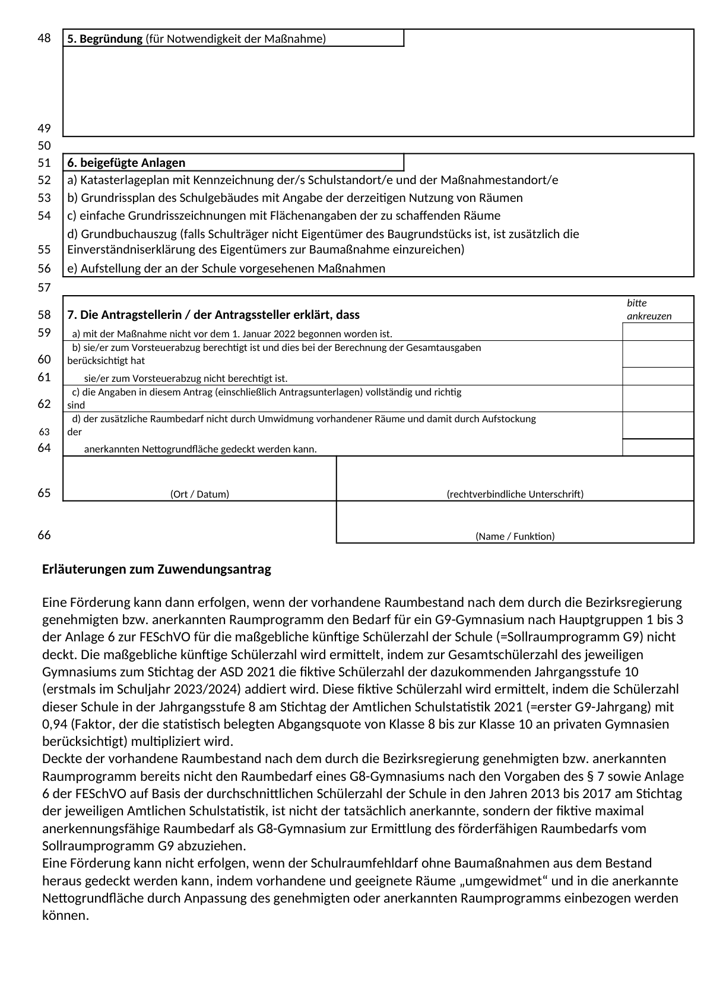 48 5. Begründung (für Notwendigkeit der Maßnahme)
49
50
51 6. beigefügte Anlagen
52 a) Katasterlageplan mit Kennzeichnung der/s Schulstandort/e und der Maßnahmestandort/e
53 b) Grundrissplan des Schulgebäudes mit Angabe der derzeitigen Nutzung von Räumen
54 c) einfache Grundrisszeichnungen mit Flächenangaben der zu schaffenden Räume
d) Grundbuchauszug (falls Schulträger nicht Eigentümer des Baugrundstücks ist, ist zusätzlich die
55 Einverständniserklärung des Eigentümers zur Baumaßnahme einzureichen)
56 e) Aufstellung der an der Schule vorgesehenen Maßnahmen
57
bitte
58 7. Die Antragstellerin / der Antragssteller erklärt, dass ankreuzen
59 a) mit der Maßnahme nicht vor dem 1. Januar 2022 begonnen worden ist.
b) sie/er zum Vorsteuerabzug berechtigt ist und dies bei der Berechnung der Gesamtausgaben
60 berücksichtigt hat
61 sie/er zum Vorsteuerabzug nicht berechtigt ist.
c) die Angaben in diesem Antrag (einschließlich Antragsunterlagen) vollständig und richtig
62 sind
d) der zusätzliche Raumbedarf nicht durch Umwidmung vorhandener Räume und damit durch Aufstockung
63 der
64 anerkannten Nettogrundfläche gedeckt werden kann.
65 (Ort / Datum) (rechtverbindliche Unterschrift)
66 (Name / Funktion)
Erläuterungen zum Zuwendungsantrag
Eine Förderung kann dann erfolgen, wenn der vorhandene Raumbestand nach dem durch die Bezirksregierung
genehmigten bzw. anerkannten Raumprogramm den Bedarf für ein G9-Gymnasium nach Hauptgruppen 1 bis 3
der Anlage 6 zur FESchVO für die maßgebliche künftige Schülerzahl der Schule (=Sollraumprogramm G9) nicht
deckt. Die maßgebliche künftige Schülerzahl wird ermittelt, indem zur Gesamtschülerzahl des jeweiligen
Gymnasiums zum Stichtag der ASD 2021 die fiktive Schülerzahl der dazukommenden Jahrgangsstufe 10
(erstmals im Schuljahr 2023/2024) addiert wird. Diese fiktive Schülerzahl wird ermittelt, indem die Schülerzahl
dieser Schule in der Jahrgangsstufe 8 am Stichtag der Amtlichen Schulstatistik 2021 (=erster G9-Jahrgang) mit
0,94 (Faktor, der die statistisch belegten Abgangsquote von Klasse 8 bis zur Klasse 10 an privaten Gymnasien
berücksichtigt) multipliziert wird.
Deckte der vorhandene Raumbestand nach dem durch die Bezirksregierung genehmigten bzw. anerkannten
Raumprogramm bereits nicht den Raumbedarf eines G8-Gymnasiums nach den Vorgaben des § 7 sowie Anlage
6 der FESchVO auf Basis der durchschnittlichen Schülerzahl der Schule in den Jahren 2013 bis 2017 am Stichtag
der jeweiligen Amtlichen Schulstatistik, ist nicht der tatsächlich anerkannte, sondern der fiktive maximal
anerkennungsfähige Raumbedarf als G8-Gymnasium zur Ermittlung des förderfähigen Raumbedarfs vom
Sollraumprogramm G9 abzuziehen.
Eine Förderung kann nicht erfolgen, wenn der Schulraumfehldarf ohne Baumaßnahmen aus dem Bestand
heraus gedeckt werden kann, indem vorhandene und geeignete Räume „umgewidmet“ und in die anerkannte
Nettogrundfläche durch Anpassung des genehmigten oder anerkannten Raumprogramms einbezogen werden
können.